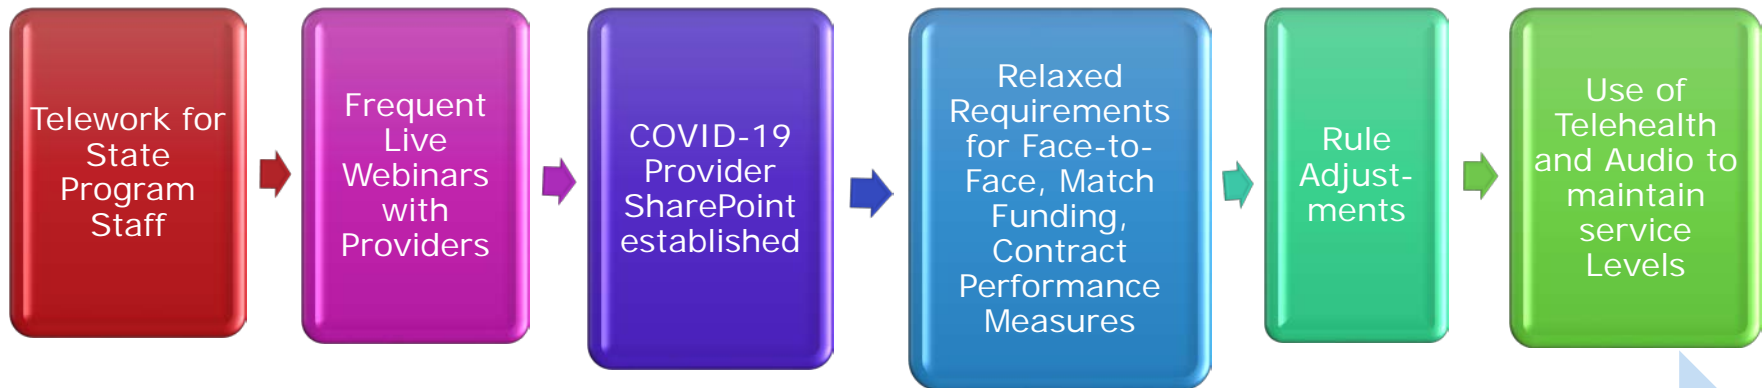 Telework for
State
Program
Staff
Frequent
Live
Webinars
with
Providers
COVID-19
Provider
SharePoint
established
Relaxed
Requirements
for Face-to-
Face, Match
Funding,
Contract
Performance
Measures
Rule
Adjust-
ments
Use of
Telehealth
and Audio to
maintain
service
Levels